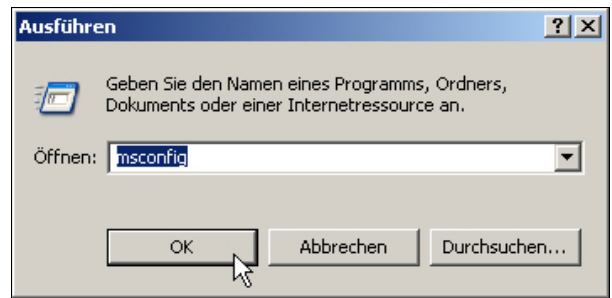 Ausführen
Geben Sie den Namen eines Programms, Ordners,
Dokuments oder einer Internetressource an.
Öffnen: msconfig
OK Abbrechen Durchsuchen...